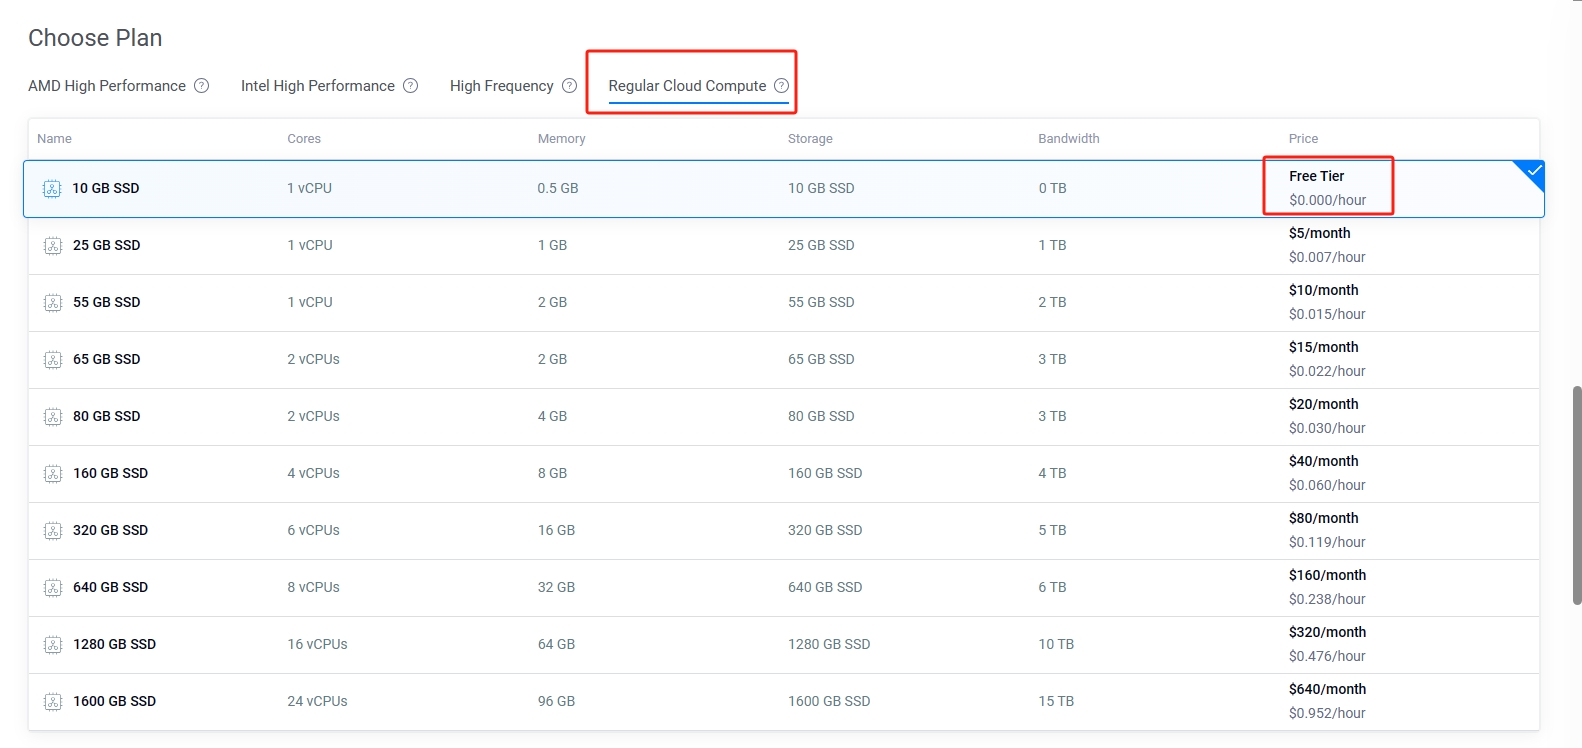 Choose Plan
AMD High Performance ? Intel High Performance ? High Frequency ? Regular Cloud Compute ?
Name Cores Memory Storage Bandwidth Price
10 GB SSD 1 vCPU 0.5 GB 10 GB SSD 0 TB Free Tier
$0.000/hour
25 GB SSD 1 vCPU 1 GB 25 GB SSD 1 TB $5/month
$0.007/hour
55 GB SSD 1 vCPU 2 GB 55 GB SSD 2 TB $10/month
$0.015/hour
65 GB SSD 2 vCPUs 2 GB 65 GB SSD 3 TB $15/month
$0.022/hour
80 GB SSD 2 vCPUs 4 GB 80 GB SSD 3 TB $20/month
$0.030/hour
160 GB SSD 4 vCPUs 8 GB 160 GB SSD 4 TB $40/month
$0.060/hour
320 GB SSD 6 vCPUs 16 GB 320 GB SSD 5 TB $80/month
$0.119/hour
640 GB SSD 8 vCPUs 32 GB 640 GB SSD 6 TB $160/month
$0.238/hour
1280 GB SSD 16 vCPUs 64 GB 1280 GB SSD 10 TB $320/month
$0.476/hour
1600 GB SSD 24 vCPUs 96 GB 1600 GB SSD 15 TB $640/month
$0.952/hour